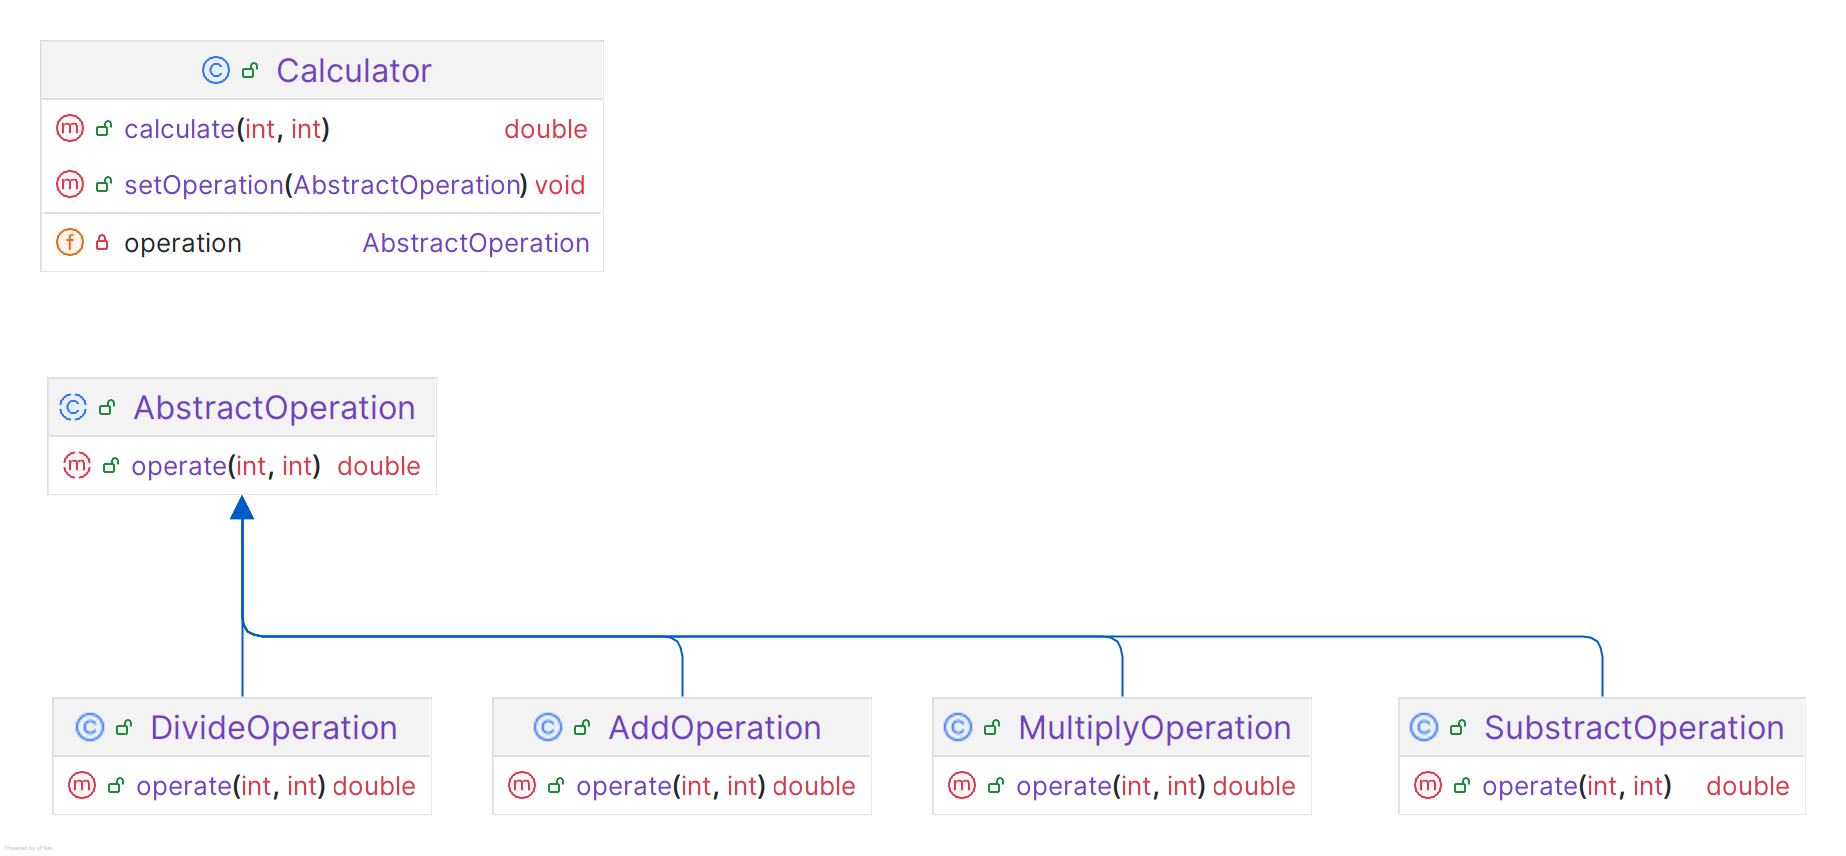 Calculator
calculate(int, int) double
setOperation(AbstractOperation) void
operation AbstractOperation
AbstractOperation
operate(int, int) double
DivideOperation
operate(int, int) double
AddOperation
operate(int, int) double
MultiplyOperation
operate(int, int) double
SubstractOperation
operate(int, int) double
Powered by yFiles